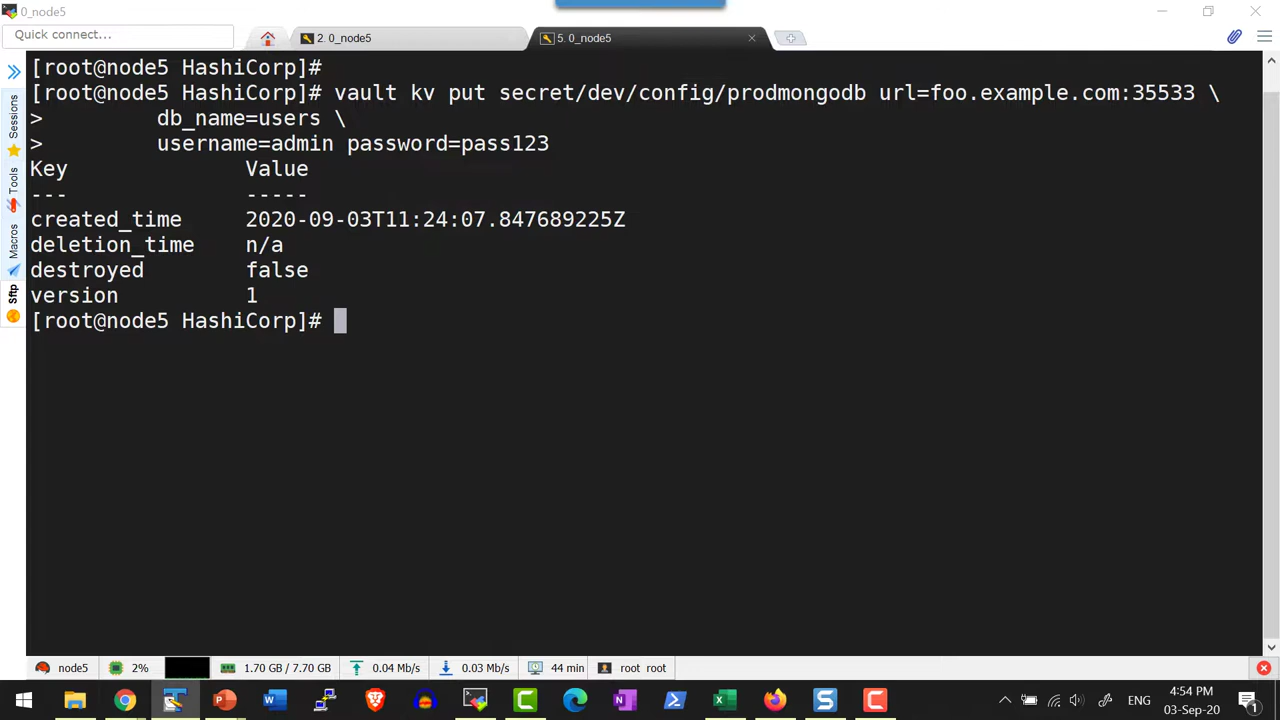 0_node5
Quick connect...
2. 0_node5
5. 0_node5
[root@node5 HashiCorp]#
[root@node5 HashiCorp]# vault kv put secret/dev/config/prodmongodb url=foo.example.com:35533 \
> db_name=users \
> username=admin password=pass123
Key Value
--- -----
created_time 2020-09-03T11:24:07.847689225Z
deletion_time n/a
destroyed false
version 1
[root@node5 HashiCorp]#
Sessions
Tools
Macros
Sftp
node5 2% 1.70 GB / 7.70 GB 0.04 Mb/s 0.03 Mb/s 44 min root root
ENG
4:54 PM
03-Sep-20
1